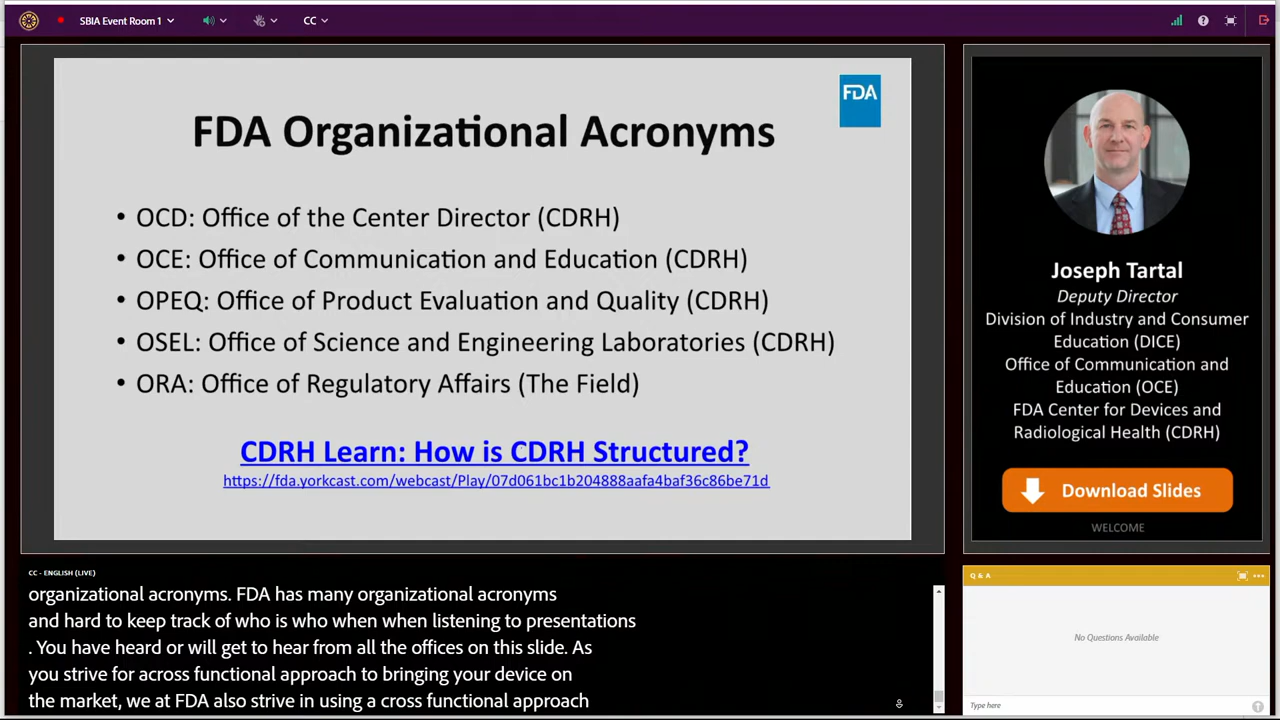 SBIA Event Room 1
CC
FDA
FDA Organizational Acronyms
• OCD: Office of the Center Director (CDRH)
• OCE: Office of Communication and Education (CDRH)
• OPEQ: Office of Product Evaluation and Quality (CDRH)
• OSEL: Office of Science and Engineering Laboratories (CDRH)
• ORA: Office of Regulatory Affairs (The Field)
CDRH Learn: How is CDRH Structured?
https://fda.yorkcast.com/webcast/Play/07d061bc1b204888aafa4baf36c86be71d
Joseph Tartal
Deputy Director
Division of Industry and Consumer
Education (DICE)
Office of Communication and
Education (OCE)
FDA Center for Devices and
Radiological Health (CDRH)
Download Slides
WELCOME
CC - ENGLISH (LIVE)
organizational acronyms. FDA has many organizational acronyms
and hard to keep track of who is who when when listening to presentations
. You have heard or will get to hear from all the offices on this slide. As
you strive for across functional approach to bringing your device on
the market, we at FDA also strive in using a cross functional approach
Q & A
No Questions Available
Type here